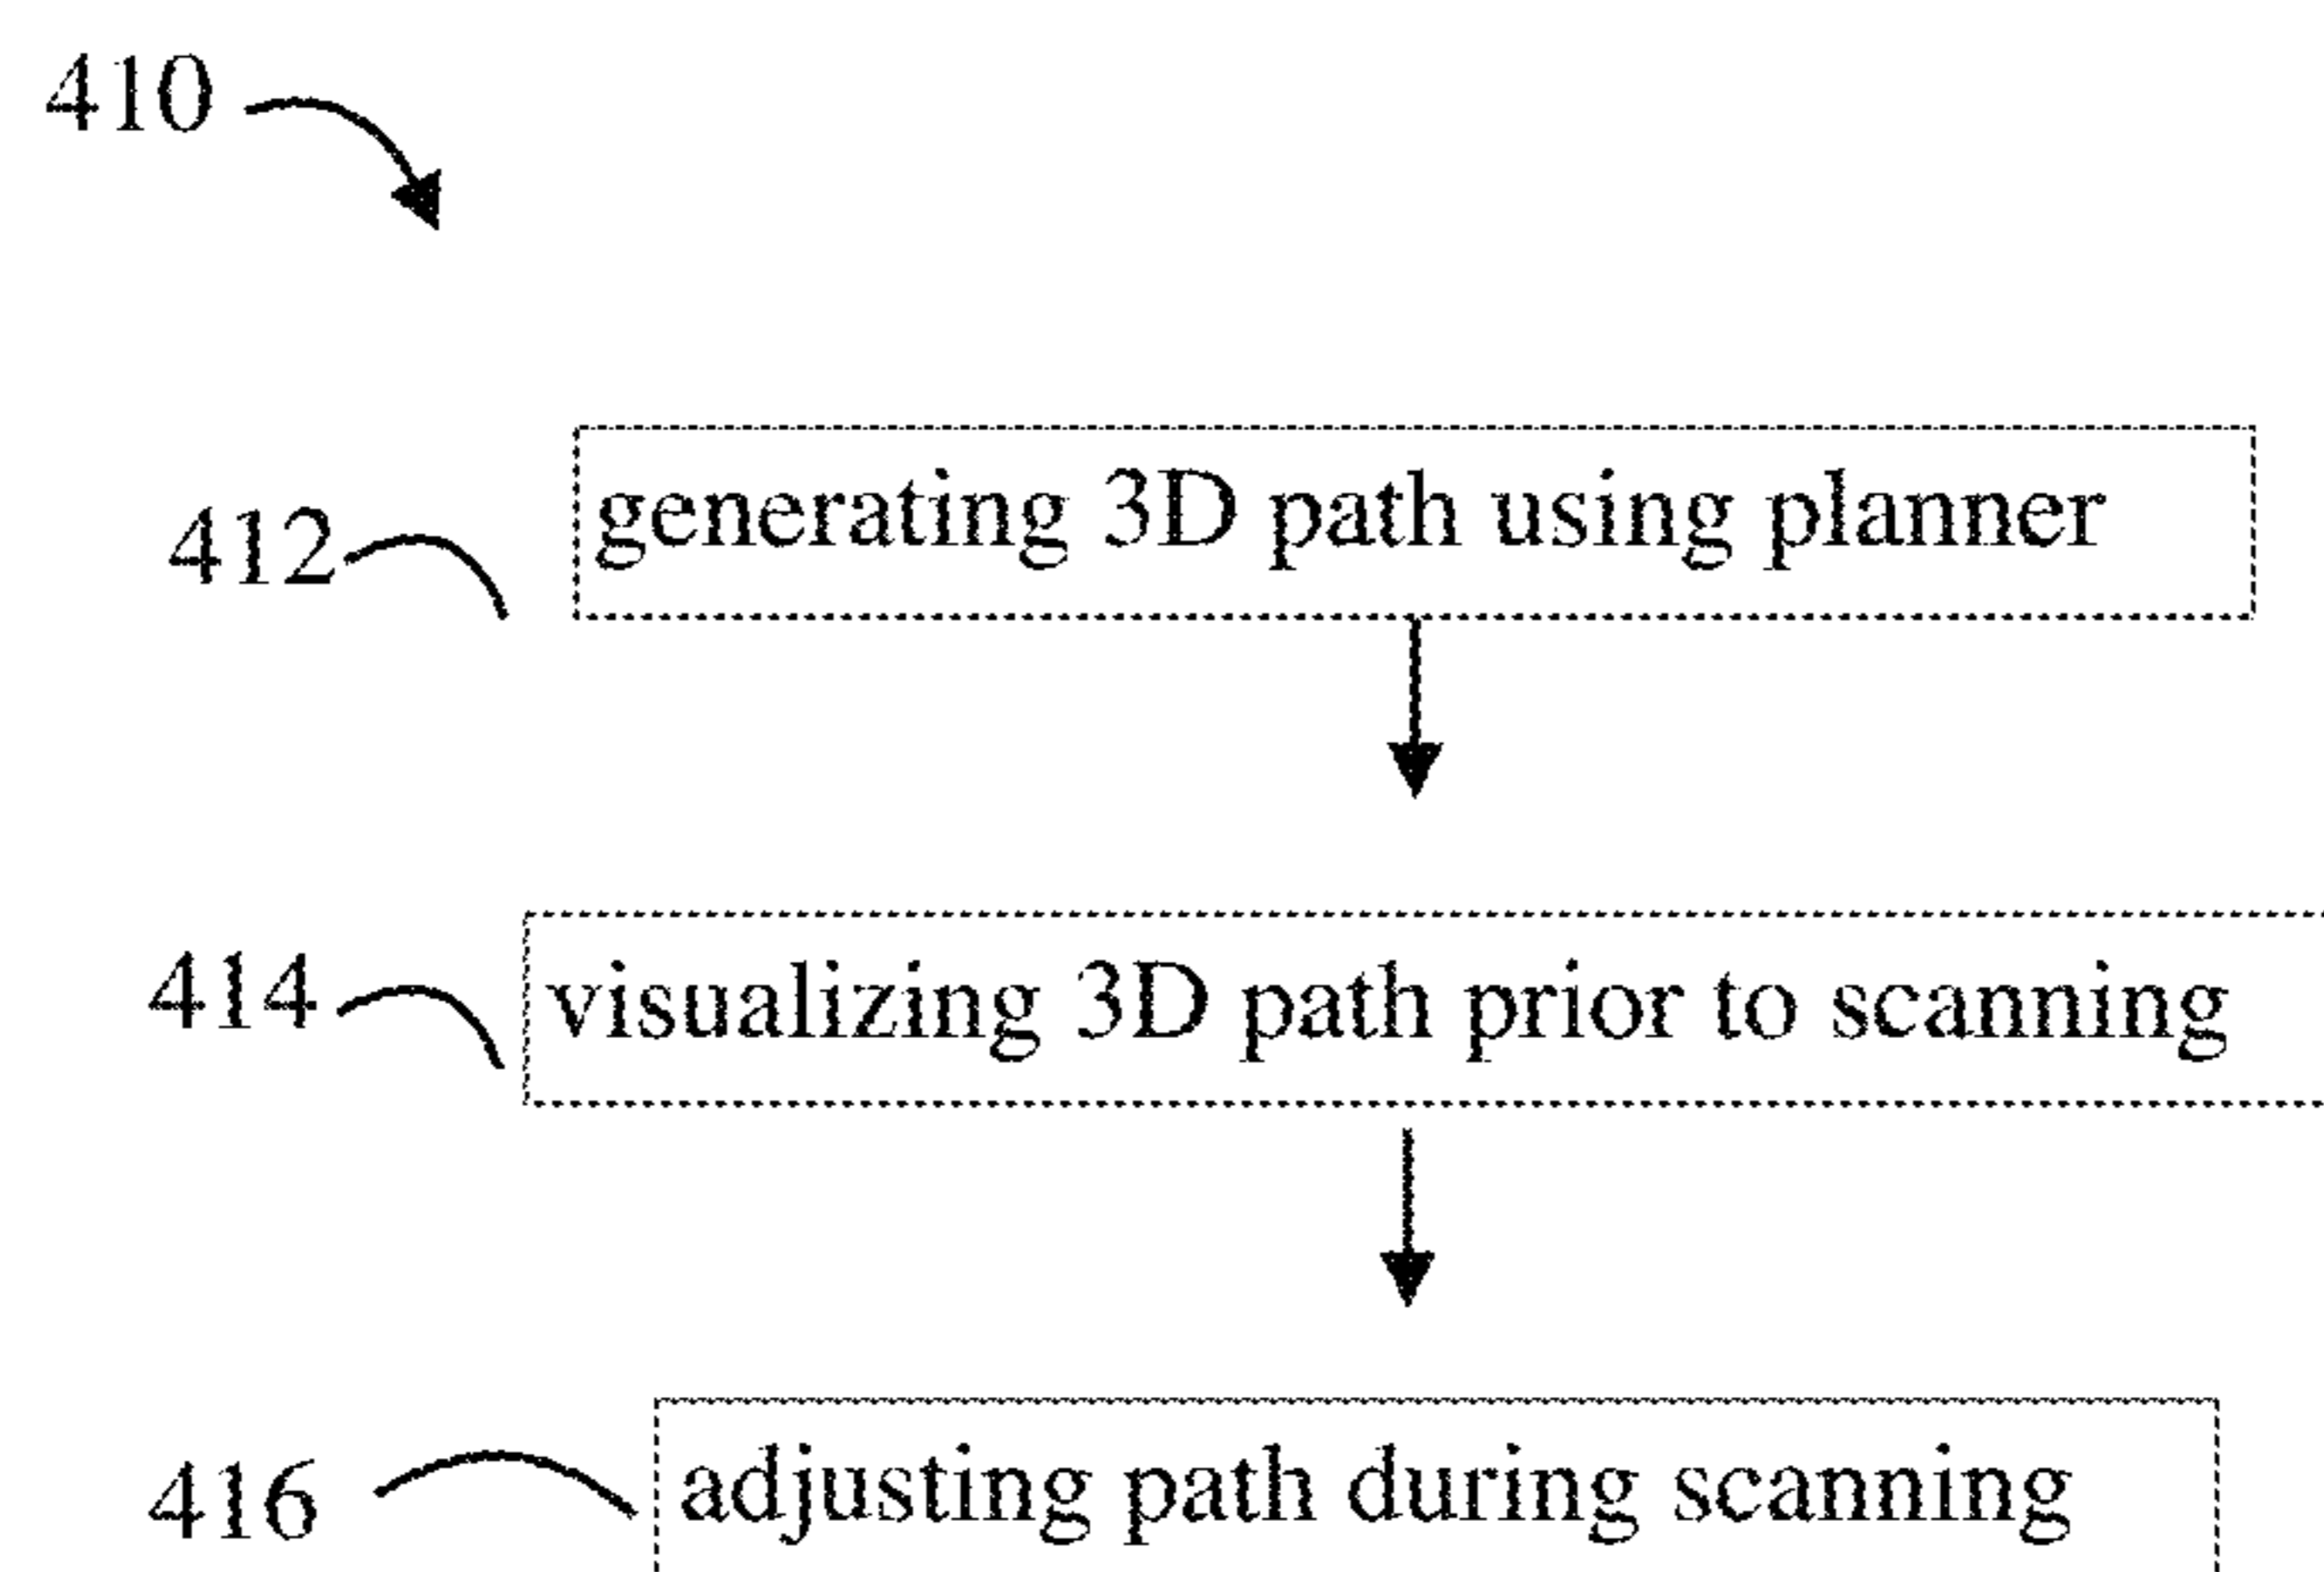 410
412 generating 3D path using planner
414 visualizing 3D path prior to scanning
416 adjusting path during scanning